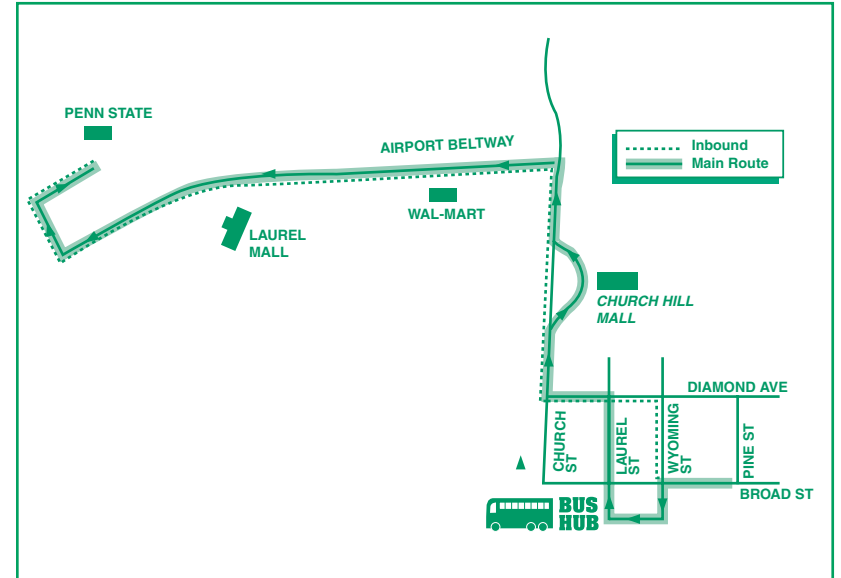 PENN STATE
AIRPORT BELTWAY
Inbound
Main Route
WAL-MART
LAUREL
MALL
CHURCH HILL
MALL
DIAMOND AVE
CHURCH
ST
LAUREL
ST
WYOMING
ST
PINE ST
BROAD ST
BUS
HUB